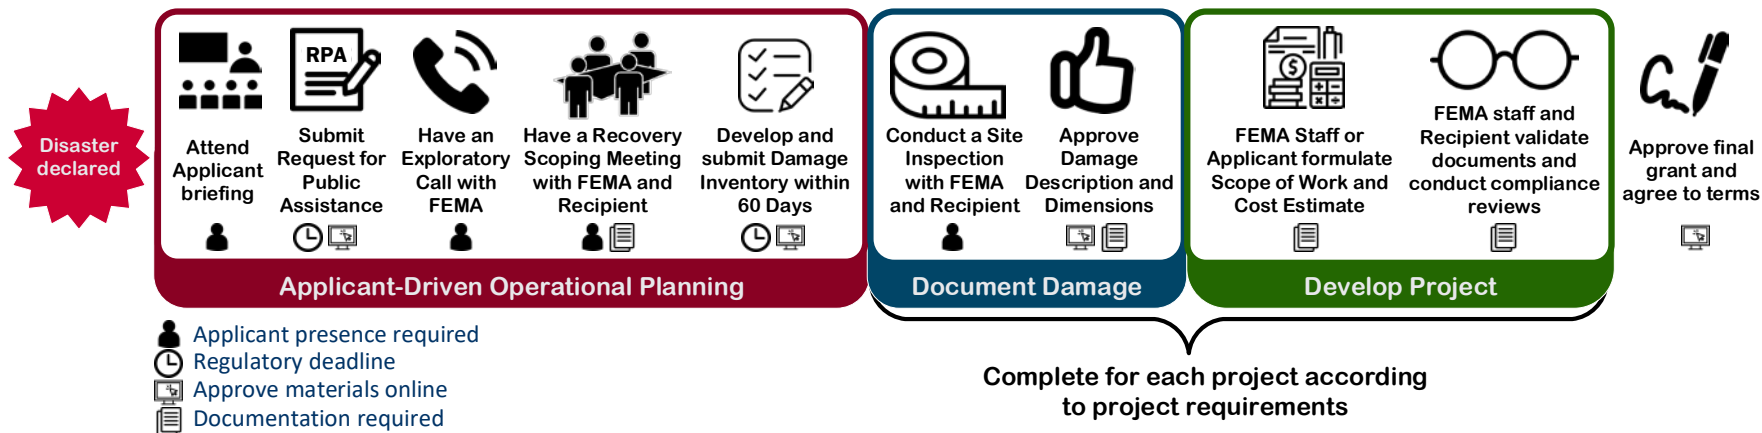 Disaster
declared
Attend
Applicant
briefing
RPA
Submit
Request for
Public
Assistance
Have an
Exploratory
Call with
FEMA
Have a Recovery
Scoping Meeting
with FEMA and
Recipient
Develop and
submit Damage
Inventory within
60 Days
Applicant-Driven Operational Planning
Conduct a Site
Inspection
with FEMA
and Recipient
Approve
Damage
Description and
Dimensions
Document Damage
$
FEMA Staff or
Applicant formulate
Scope of Work and
Cost Estimate
FEMA staff and
Recipient validate
documents and
conduct compliance
reviews
Develop Project
Approve final
grant and
agree to terms
Applicant presence required
Regulatory deadline
Approve materials online
Documentation required
Complete for each project according
to project requirements